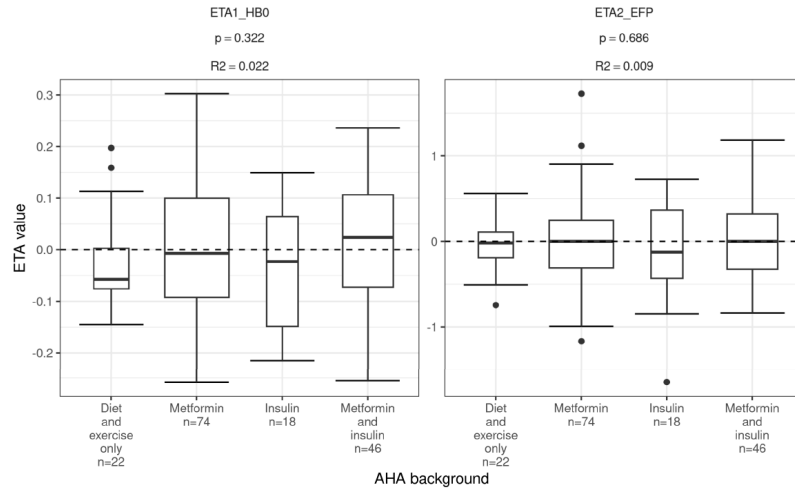 ETA1_HB0
p = 0.322
R2 = 0.022
ETA2_EFP
p = 0.686
R2 = 0.009
ETA value
0.3
0.2
0.1
0.0
-0.1
-0.2
1
0
-1
Diet
and
exercise
only
n=22
Metformin
n=74
Insulin
n=18
Metformin
and
insulin
n=46
Diet
and
exercise
only
n=22
Metformin
n=74
Insulin
n=18
Metformin
and
insulin
n=46
AHA background